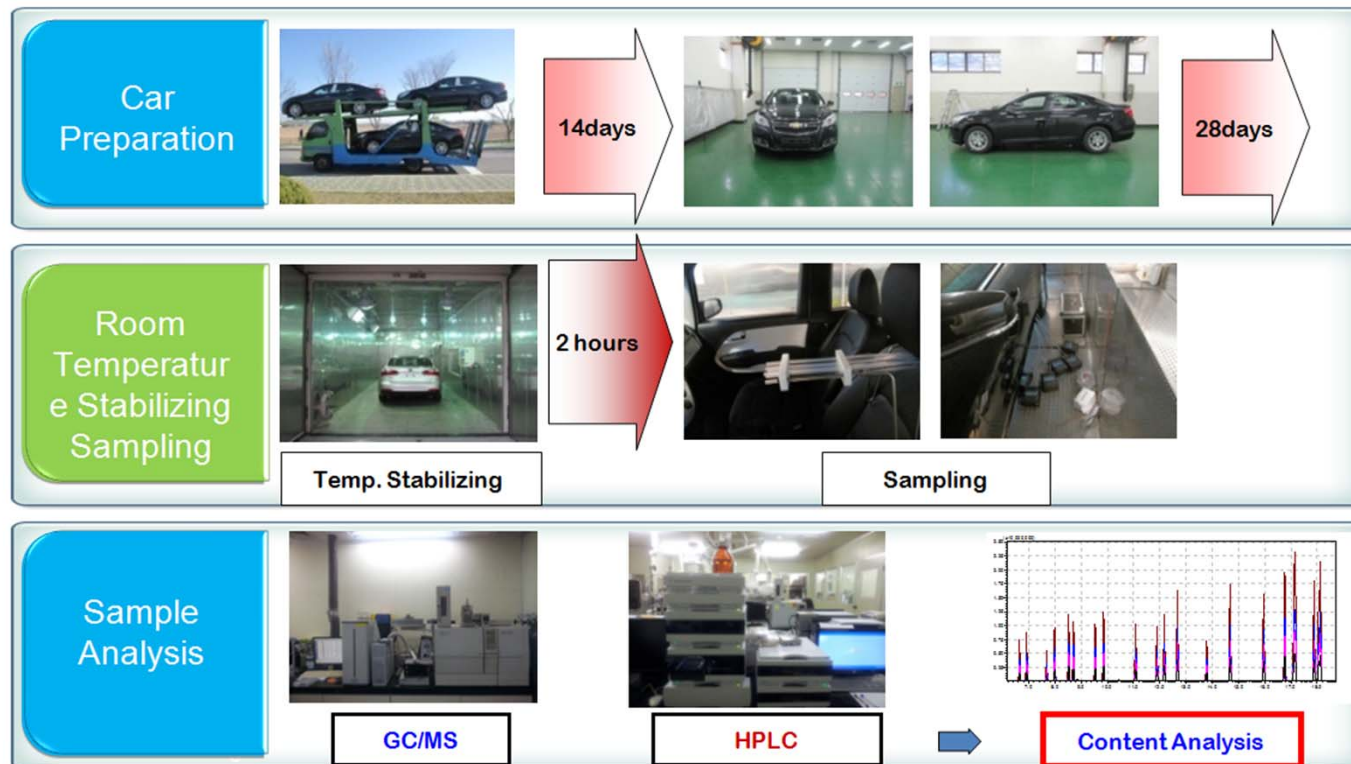 Car
Preparation
14days
28days
Room
Temperatur
e Stabilizing
Sampling
2 hours
Temp. Stabilizing
Sampling
Sample
Analysis
GC/MS
HPLC
Content Analysis